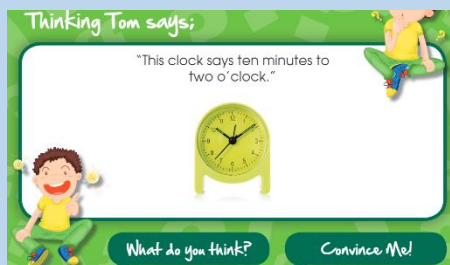 Thinking Tom says;
"This clock says ten minutes to
two o'clock."
What do you think?
Convince Me!